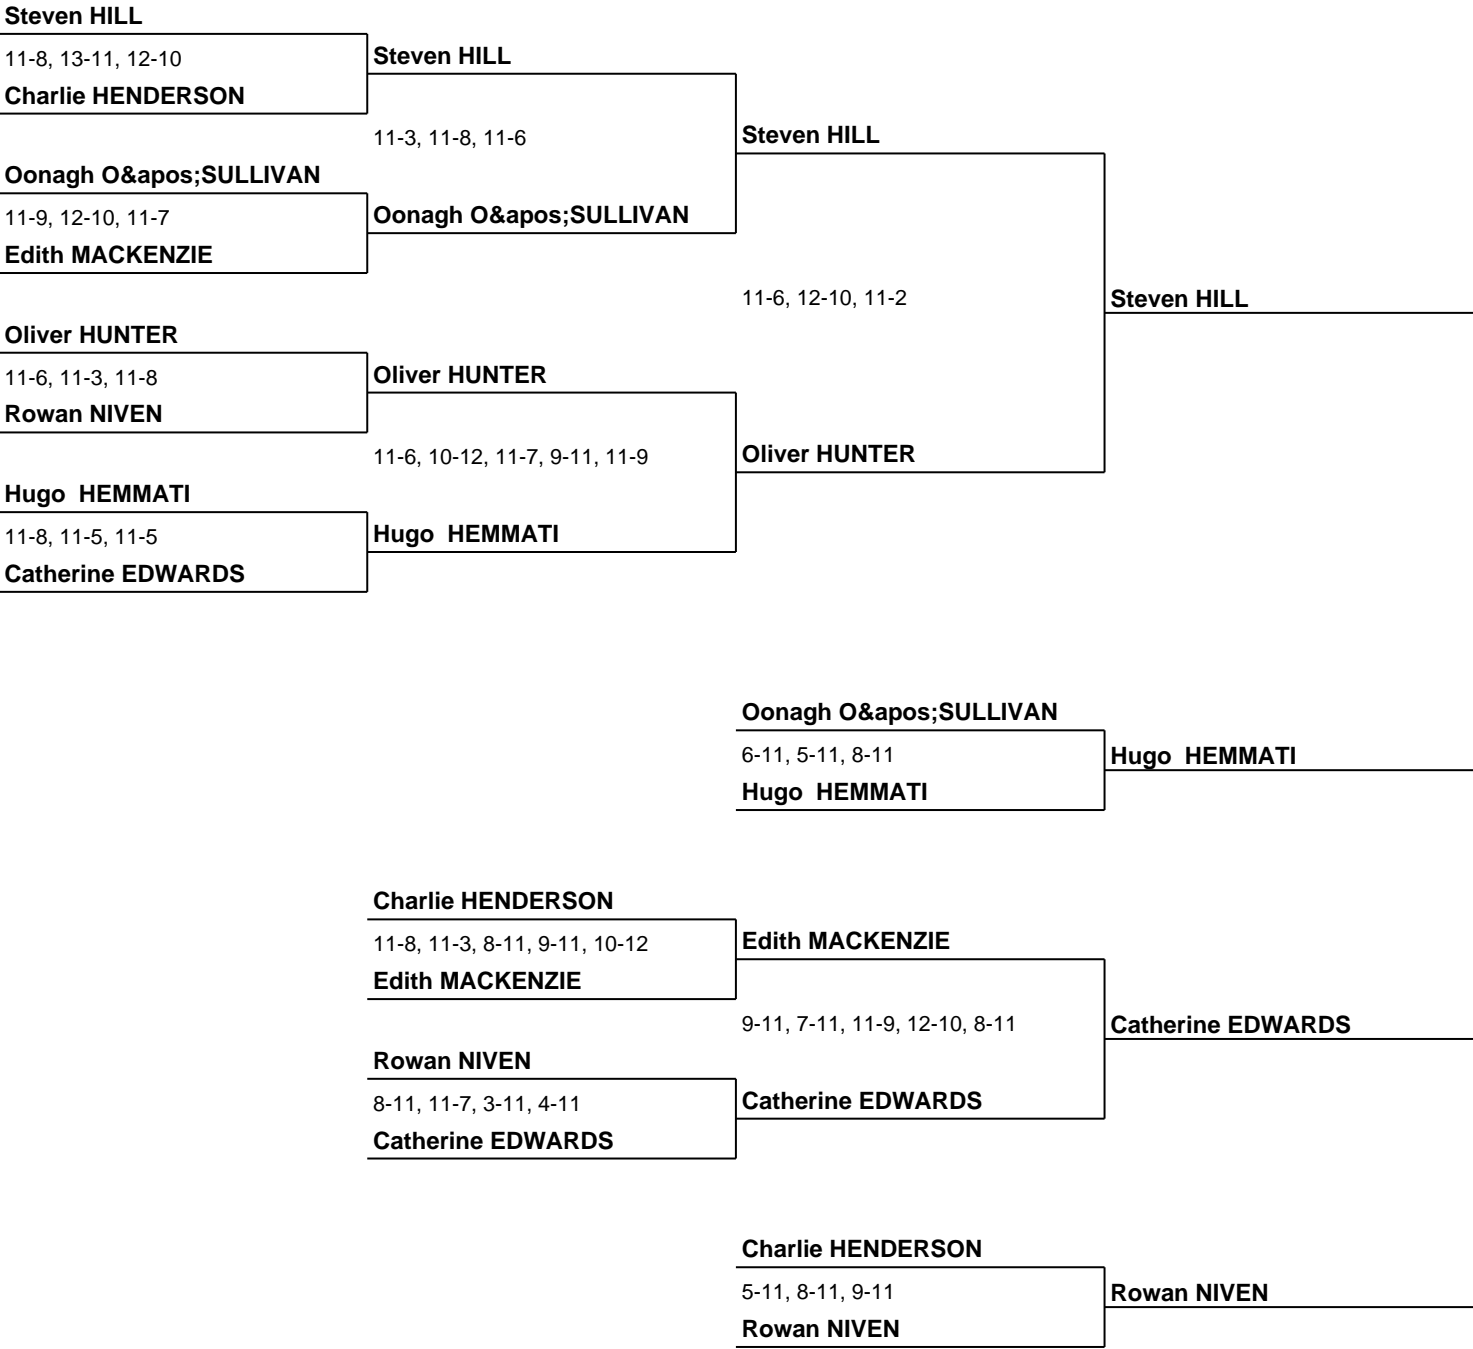 Steven HILL
11-8, 13-11, 12-10
Charlie HENDERSON
Steven HILL
11-3, 11-8, 11-6
Oonagh O&apos;SULLIVAN
11-9, 12-10, 11-7
Edith MACKENZIE
Oonagh O&apos;SULLIVAN
Steven HILL
11-6, 12-10, 11-2
Steven HILL
Oliver HUNTER
11-6, 11-3, 11-8
Rowan NIVEN
Oliver HUNTER
11-6, 10-12, 11-7, 9-11, 11-9
Oliver HUNTER
Hugo  HEMMATI
11-8, 11-5, 11-5
Catherine EDWARDS
Hugo  HEMMATI
Oonagh O&apos;SULLIVAN
6-11, 5-11, 8-11
Hugo  HEMMATI
Hugo  HEMMATI
Charlie HENDERSON
11-8, 11-3, 8-11, 9-11, 10-12
Edith MACKENZIE
Edith MACKENZIE
9-11, 7-11, 11-9, 12-10, 8-11
Catherine EDWARDS
Rowan NIVEN
8-11, 11-7, 3-11, 4-11
Catherine EDWARDS
Catherine EDWARDS
Charlie HENDERSON
5-11, 8-11, 9-11
Rowan NIVEN
Rowan NIVEN